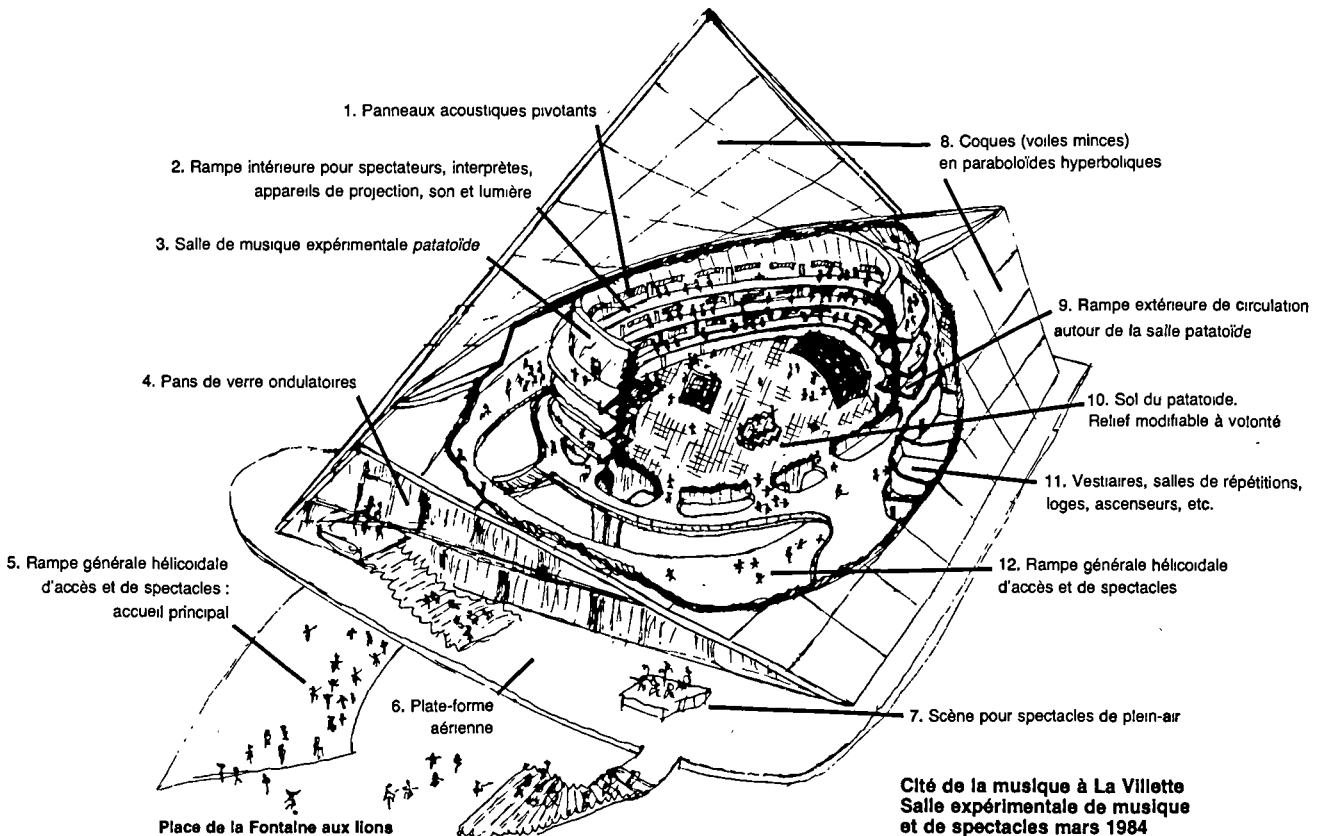 1. Panneaux acoustiques pivotants
2. Rampe intérieure pour spectateurs, interprètes,
appareils de projection, son et lumière
3. Salle de musique expérimentale patatoïde
4. Pans de verre ondulatoires
5. Rampe générale hélicoïdale
d'accès et de spectacles :
accueil principal
6. Plate-forme
aérienne
7. Scène pour spectacles de plein-air
8. Coques (voiles minces)
en paraboloïdes hyperboliques
9. Rampe extérieure de circulation
autour de la salle patatoïde
10. Sol du patatoïde.
Relief modifiable à volonté
11. Vestiaires, salles de répétitions,
loges, ascenseurs, etc.
12. Rampe générale hélicoïdale
d'accès et de spectacles
Place de la Fontaine aux lions
Cité de la musique à La Villette
Salle expérimentale de musique
et de spectacles mars 1984